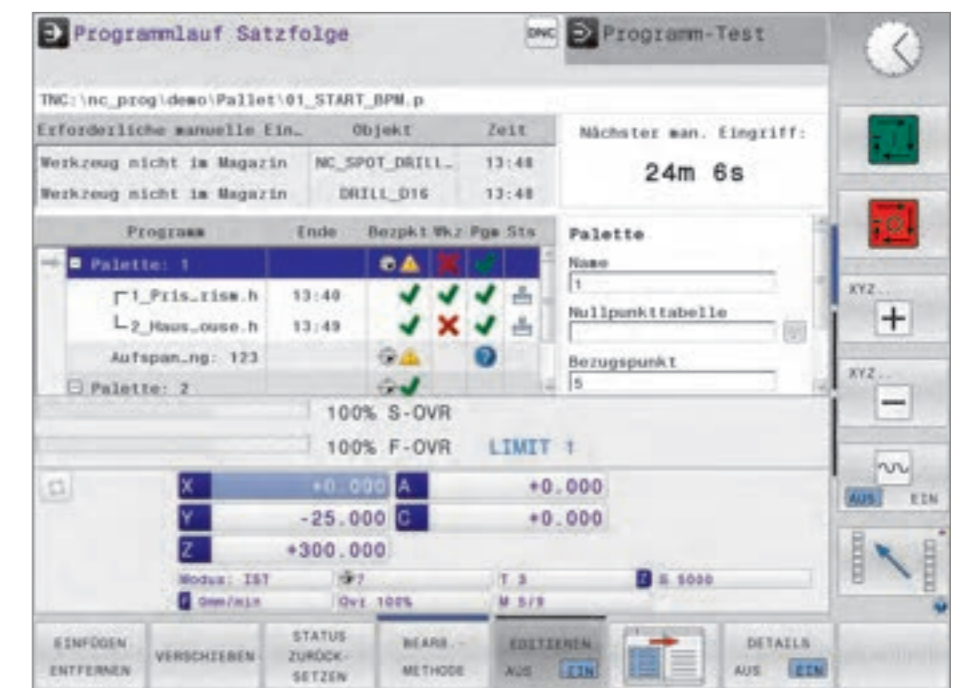 Programmlauf Satzfolge DNC Programm-Test
TNC:\nc_prog\demo\Pallet\01_START_BPM.p
Erforderliche manuelle Ein… Objekt Zeit
Nächster man. Eingriff:
Werkzeug nicht im Magazin NC_SPOT_DRILL… 13:48
24m 6s
Werkzeug nicht im Magazin DRILL_D16 13:48
Programm Ende Bezpkt Wkz Pgm Sts
Palette
Palette: 1
Name
1
1_Pris…rism.h 13:40
Nullpunkttabelle
2_Haus…ouse.h 13:49
Aufspan…ng: 123
Bezugspunkt
5
Palette: 2
100% S-OVR
100% F-OVR LIMIT 1
X +0.000 A +0.000
Y -25.000 C +0.000
Z +300.000
Modus: IST 7 T 3 Z S 5000
F 0mm/min Ovr 100% M 5/9
XYZ..
+
XYZ..
−
AUS EIN
EINFÜGEN
ENTFERNEN
VERSCHIEBEN
STATUS
ZURÜCK-
SETZEN
BEARB.-
METHODE
EDITIEREN
AUS EIN
DETAILS
AUS EIN